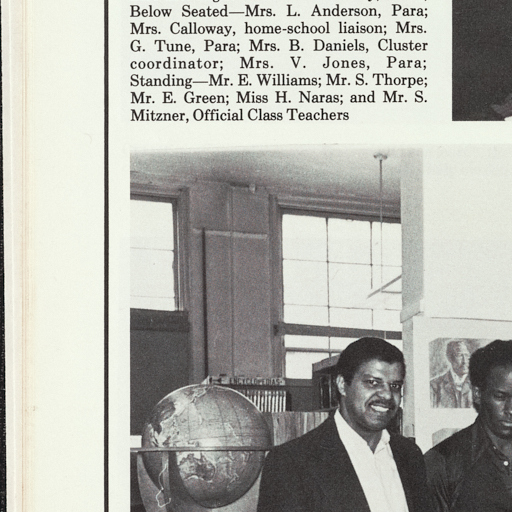 Below Seated—Mrs. L. Anderson, Para;
Mrs. Calloway, home-school liaison; Mrs.
G. Tune, Para; Mrs. B. Daniels, Cluster
coordinator; Mrs. V. Jones, Para;
Standing—Mr. E. Williams; Mr. S. Thorpe;
Mr. E. Green; Miss H. Naras; and Mr. S.
Mitzner, Official Class Teachers
ENCYCLOPEDIAS